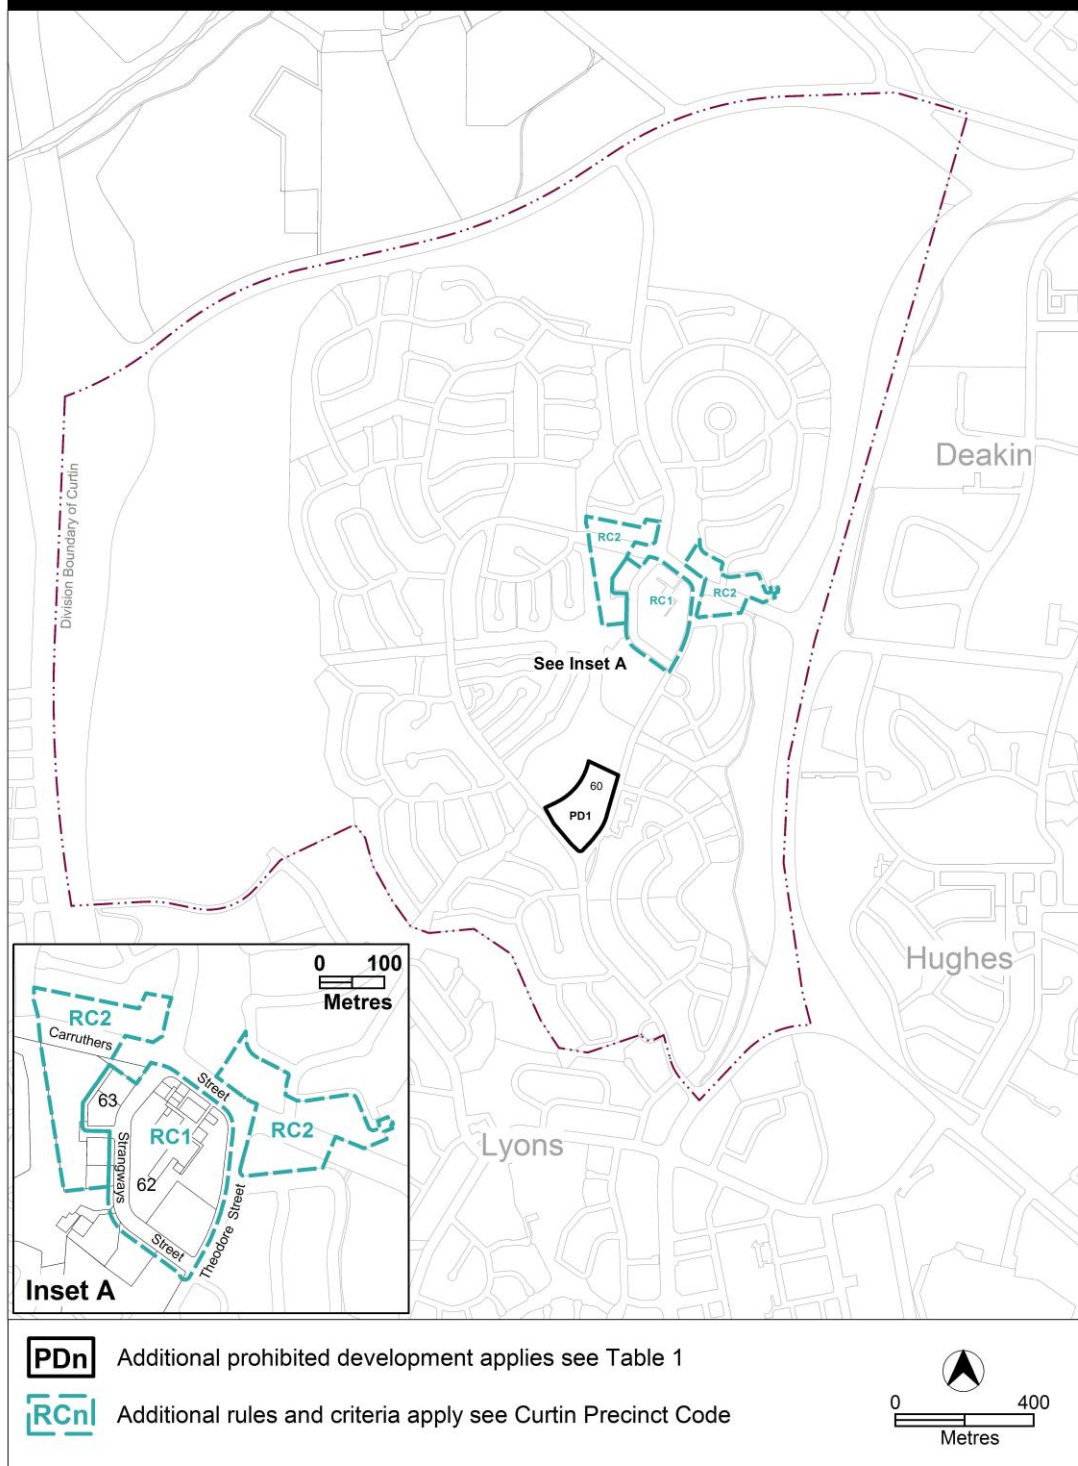 Deakin
Division Boundary of Curtin
RC2
RC1
RC2
See Inset A
60
PD1
Hughes
Lyons
0 100
Metres
RC2
Carruthers
Street
63
RC1
RC2
Strangways
62
Street
Theodore Street
Inset A
PDn Additional prohibited development applies see Table 1
RCn Additional rules and criteria apply see Curtin Precinct Code
0 400
Metres